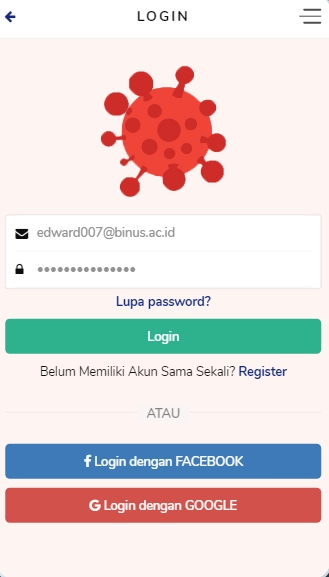 LOGIN
edward007@binus.ac.id
•••••••••••••••
Lupa password?
Login
Belum Memiliki Akun Sama Sekali? Register
ATAU
Login dengan FACEBOOK
Login dengan GOOGLE